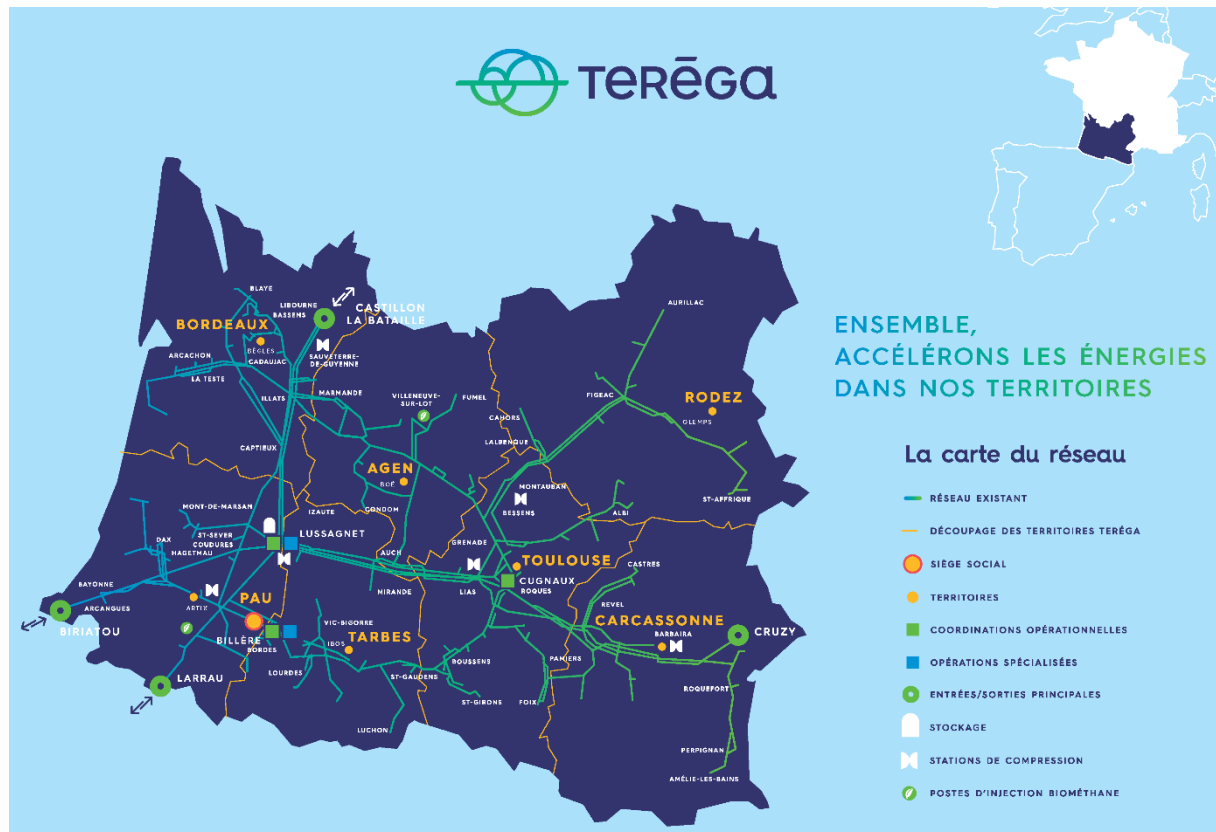 TERĒGA
ENSEMBLE,
ACCÉLÉRONS LES ÉNERGIES
DANS NOS TERRITOIRES
La carte du réseau
RÉSEAU EXISTANT
DÉCOUPAGE DES TERRITOIRES TERÉGA
SIÈGE SOCIAL
TERRITOIRES
COORDINATIONS OPÉRATIONNELLES
OPÉRATIONS SPÉCIALISÉES
ENTRÉES/SORTIES PRINCIPALES
STOCKAGE
STATIONS DE COMPRESSION
POSTES D'INJECTION BIOMÉTHANE
BLAYE
LIBOURNE
BASSENS
CASTILLON
LA BATAILLE
BORDEAUX
BÈGLES
CADAUJAC
SAUVETERRE-
DE-GUYENNE
ARCACHON
LA TESTE
ILLATS
MARMANDE
VILLENEUVE-
SUR-LOT
FUMEL
CAHORS
LALBENQUE
FIGEAC
AURILLAC
RODEZ
OLEMPS
ST-AFFRIQUE
CAPTIEUX
AGEN
BOÉ
CONDOM
MONTAUBAN
BESSENS
ALBI
MONT-DE-MARSAN
IZAUTE
ST-SEVER
COUDURES
HAGETMAU
LUSSAGNET
DAX
AUCH
GRENADE
TOULOUSE
CUGNAUX
ROQUES
CASTRES
BAYONNE
ARCANGUES
BIRIATOU
ARTIX
PAU
MIRANDE
LIAS
REVEL
CARCASSONNE
BARBAIRA
CRUZY
VIC-BIGORRE
BILLÈRE
BORDES
IBOS
TARBES
LOURDES
BOUSSENS
PAMIERS
LARRAU
ST-GAUDENS
ST-GIRONS
FOIX
ROQUEFORT
LUCHON
PERPIGNAN
AMÉLIE-LES-BAINS